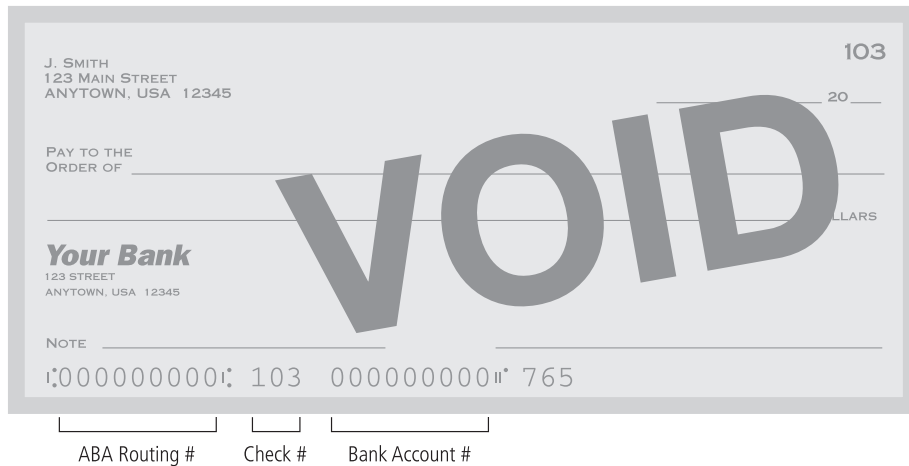 103
J. SMITH
123 MAIN STREET
ANYTOWN, USA 12345
20
PAY TO THE
ORDER OF
LLARS
VOID
Your Bank
123 STREET
ANYTOWN, USA 12345
NOTE
⑆000000000⑆ 103 000000000⑈ 765
ABA Routing # Check # Bank Account #